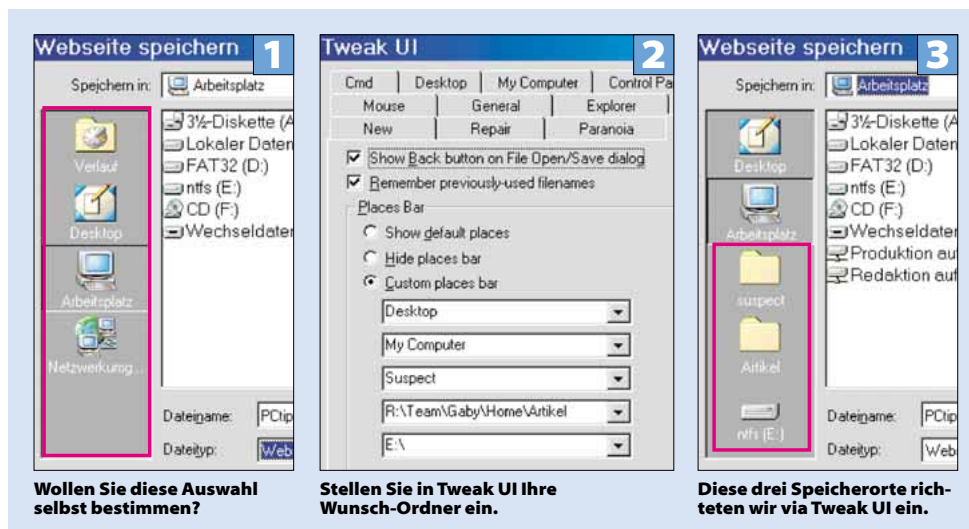 Webseite speichern 1
Speichern in: Arbeitsplatz
Verlauf
Desktop
Arbeitsplatz
Netzwerkumg...
3½-Diskette (A
Lokaler Daten
FAT32 (D:)
ntfs (E:)
CD (F:)
Wechseldater
Dateiname: PCtip
Dateityp: Web
Wollen Sie diese Auswahl
selbst bestimmen?
Tweak UI 2
Cmd Desktop My Computer Control Pa
Mouse General Explorer
New Repair Paranoia
Show Back button on File Open/Save dialog
Remember previously-used filenames
Places Bar
Show default places
Hide places bar
Custom places bar
Desktop
My Computer
Suspect
R:\Team\Gaby\Home\Artikel
E:\
Stellen Sie in Tweak UI Ihre
Wunsch-Ordner ein.
Webseite speichern 3
Speichern in: Arbeitsplatz
Desktop
Arbeitsplatz
suspect
Artikel
ntfs (E:)
3½-Diskette (A
Lokaler Daten
FAT32 (D:)
ntfs (E:)
CD (F:)
Wechseldater
Produktion auf
Redaktion auf
Dateiname: PCtip
Dateityp: Web
Diese drei Speicherorte rich-
teten wir via Tweak UI ein.